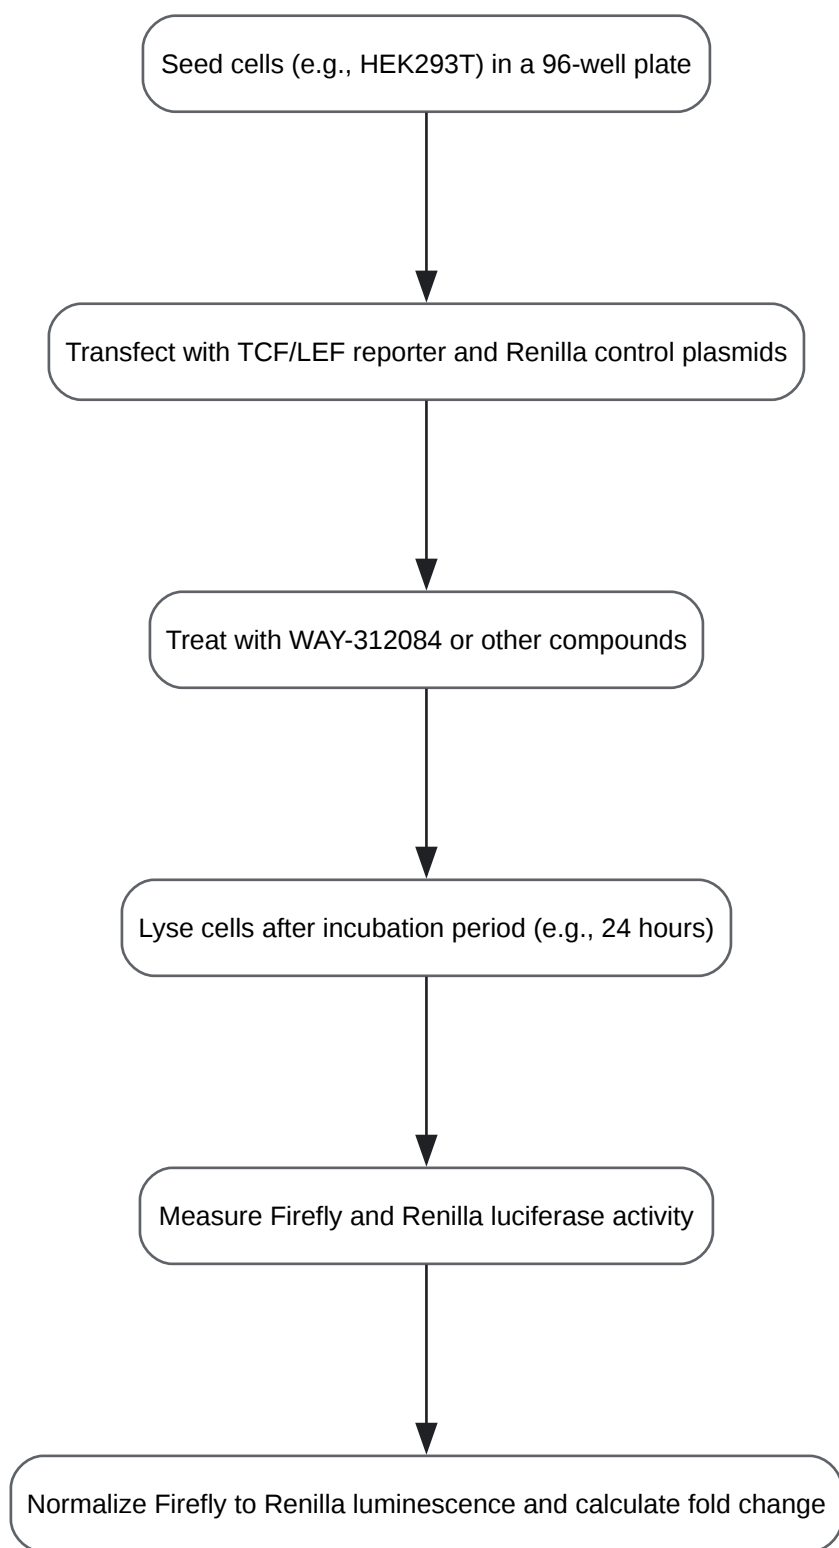 Seed cells (e.g., HEK293T) in a 96-well plate
Transfect with TCF/LEF reporter and Renilla control plasmids
Treat with WAY-312084 or other compounds
Lyse cells after incubation period (e.g., 24 hours)
Measure Firefly and Renilla luciferase activity
Normalize Firefly to Renilla luminescence and calculate fold change